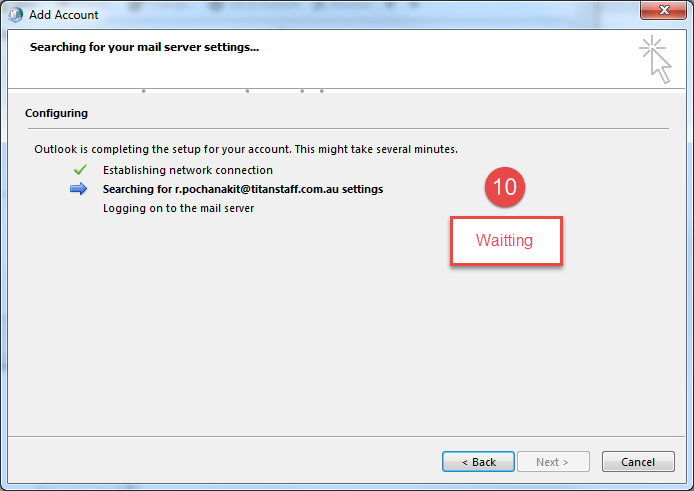 Add Account
Searching for your mail server settings...
Configuring
Outlook is completing the setup for your account. This might take several minutes.
Establishing network connection
Searching for r.pochanakit@titanstaff.com.au settings
Logging on to the mail server
10
Waitting
< Back
Next >
Cancel